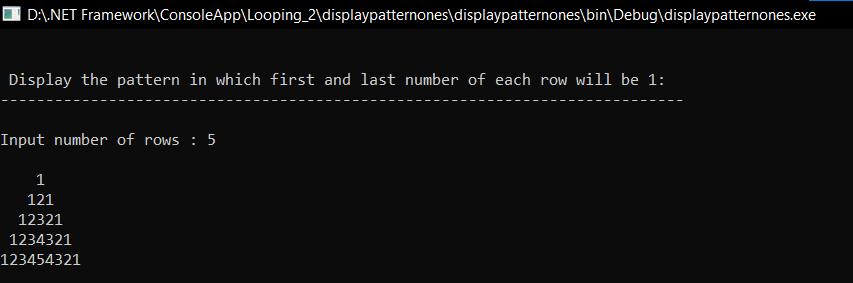 D:\.NET Framework\ConsoleApp\Looping_2\displaypatternones\displaypatternones\bin\Debug\displaypatternones.exe
Display the pattern in which first and last number of each row will be 1:
----------------------------------------------------------------------------
Input number of rows : 5
    1
   121
  12321
 1234321
123454321